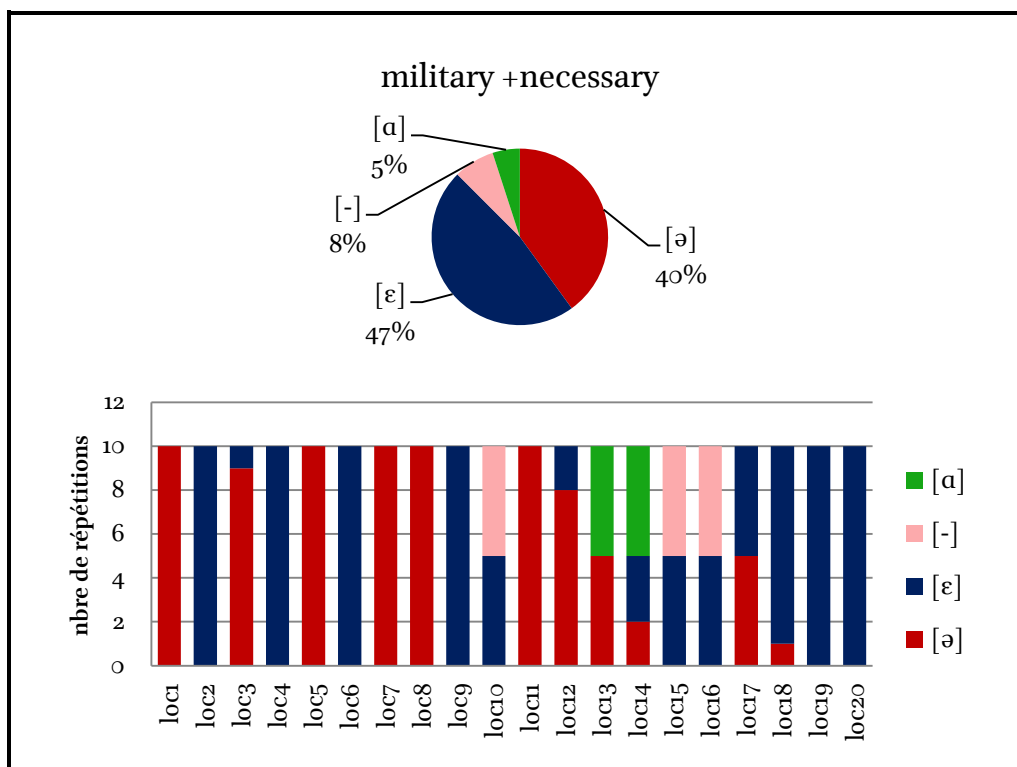 military +necessary
[ɑ]
5%
[-]
8%
[ə]
40%
[ɛ]
47%
nbre de répétitions
12
10
8
6
4
2
0
loc1
loc2
loc3
loc4
loc5
loc6
loc7
loc8
loc9
loc10
loc11
loc12
loc13
loc14
loc15
loc16
loc17
loc18
loc19
loc20
[ɑ]
[-]
[ɛ]
[ə]